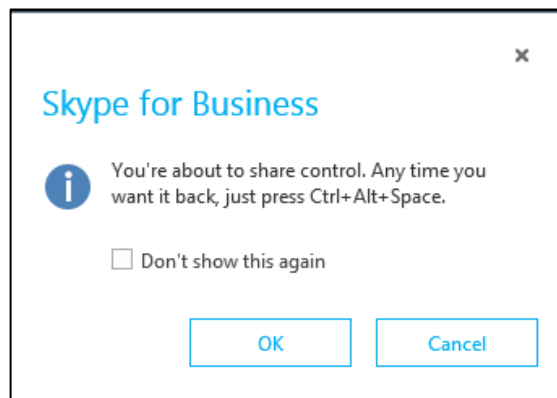 Skype for Business
You're about to share control. Any time you
want it back, just press Ctrl+Alt+Space.
Don't show this again
OK
Cancel